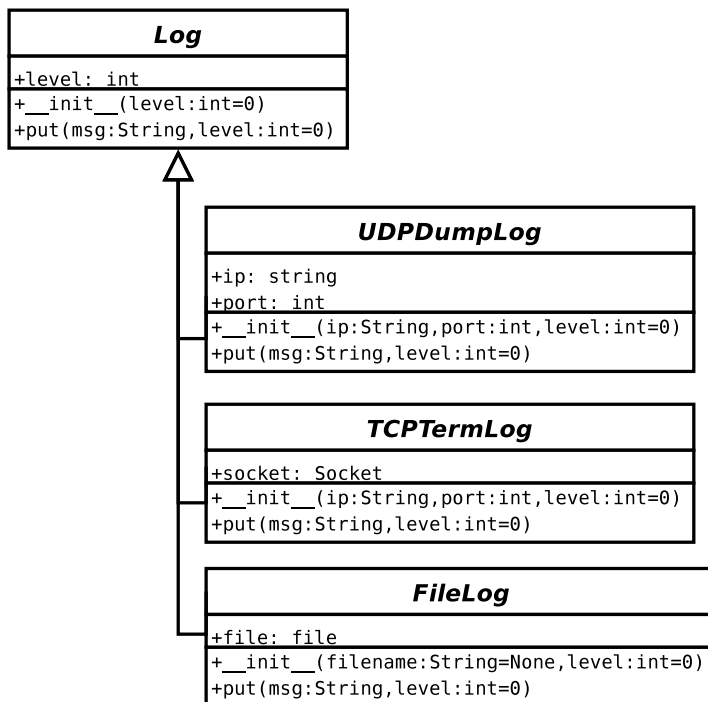 Log
+level: int
+__init__(level:int=0)
+put(msg:String,level:int=0)
UDPDumpLog
+ip: string
+port: int
+__init__(ip:String,port:int,level:int=0)
+put(msg:String,level:int=0)
TCPTermLog
+socket: Socket
+__init__(ip:String,port:int,level:int=0)
+put(msg:String,level:int=0)
FileLog
+file: file
+__init__(filename:String=None,level:int=0)
+put(msg:String,level:int=0)